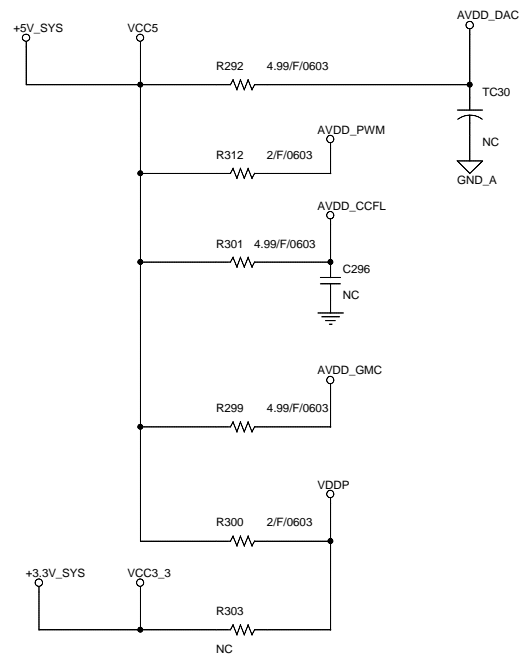 AVDD_DAC
+5V_SYS
VCC5
R292 4.99/F/0603
TC30
AVDD_PWM
NC
R312 2/F/0603
GND_A
AVDD_CCFL
R301 4.99/F/0603
C296
NC
AVDD_GMC
R299 4.99/F/0603
VDDP
R300 2/F/0603
+3.3V_SYS
VCC3_3
R303
NC